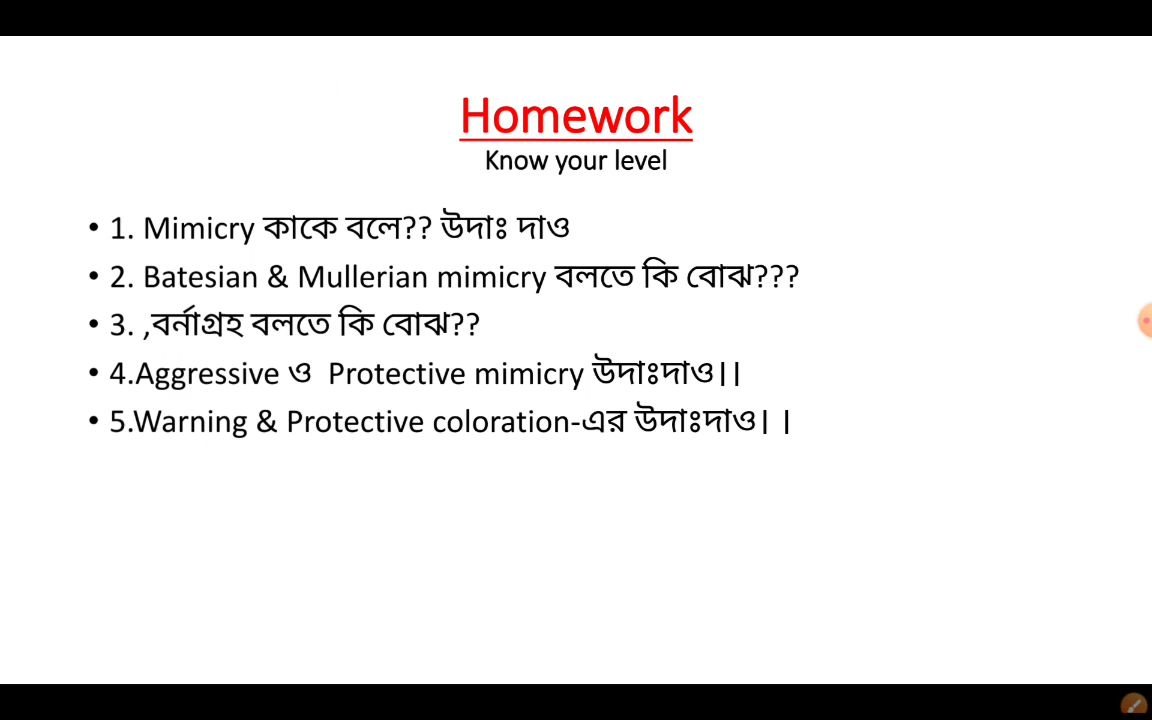 Homework
Know your level
• 1. Mimicry কাকে বলে?? উদাঃ দাও
• 2. Batesian & Mullerian mimicry বলতে কি বোঝ???
• 3. ,বর্নাগ্রহ বলতে কি বোঝ??
• 4.Aggressive ও Protective mimicry উদাঃদাও||
• 5.Warning & Protective coloration-এর উদাঃদাও| |